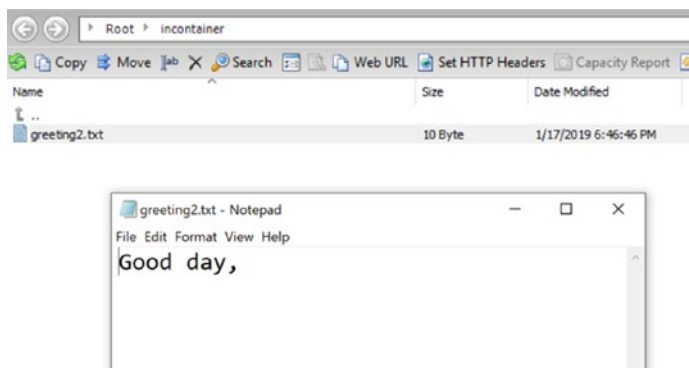 Root incontainer
Copy Move Search Web URL Set HTTP Headers Capacity Report
Name Size Date Modified
..
greeting2.txt 10 Byte 1/17/2019 6:46:46 PM
greeting2.txt - Notepad
File Edit Format View Help
Good day,